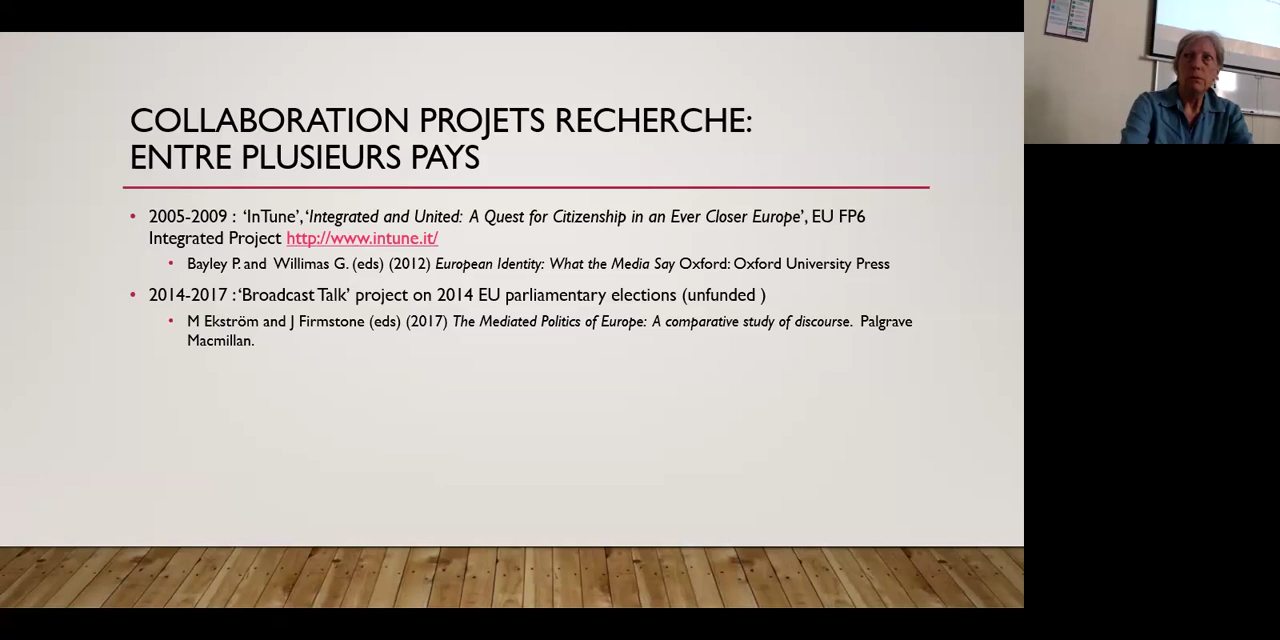 COLLABORATION PROJETS RECHERCHE:
ENTRE PLUSIEURS PAYS
• 2005-2009 : ‘InTune’, ‘Integrated and United: A Quest for Citizenship in an Ever Closer Europe’, EU FP6
Integrated Project http://www.intune.it/
• Bayley P. and Willimas G. (eds) (2012) European Identity: What the Media Say Oxford: Oxford University Press
• 2014-2017 : ‘Broadcast Talk’ project on 2014 EU parliamentary elections (unfunded )
• M Ekström and J Firmstone (eds) (2017) The Mediated Politics of Europe: A comparative study of discourse. Palgrave
Macmillan.